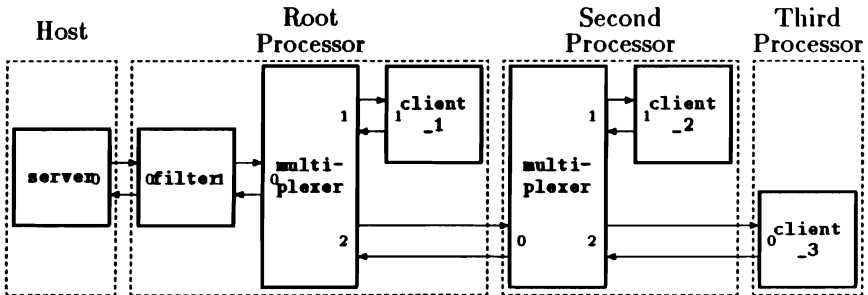 Host
Root
Processor
Second
Processor
Third
Processor
server
0
0
filter
1
0
multi-
plexer
1
2
1
client
_1
0
multi-
plexer
1
2
1
client
_2
0
client
_3